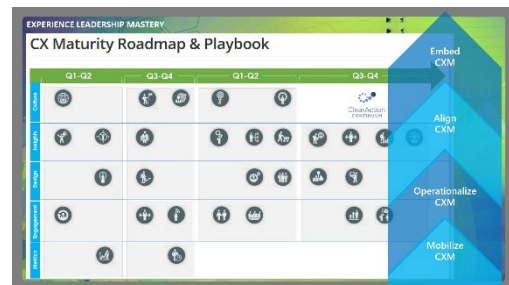 EXPERIENCE LEADERSHIP MASTERY
CX Maturity Roadmap & Playbook
Q1-Q2
Q3-Q4
Q1-Q2
Q3-Q4
Culture
Insights
Design
Engagement
Metrics
ClearAction
CONTINUUM
Embed
CXM
Align
CXM
Operationalize
CXM
Mobilize
CXM